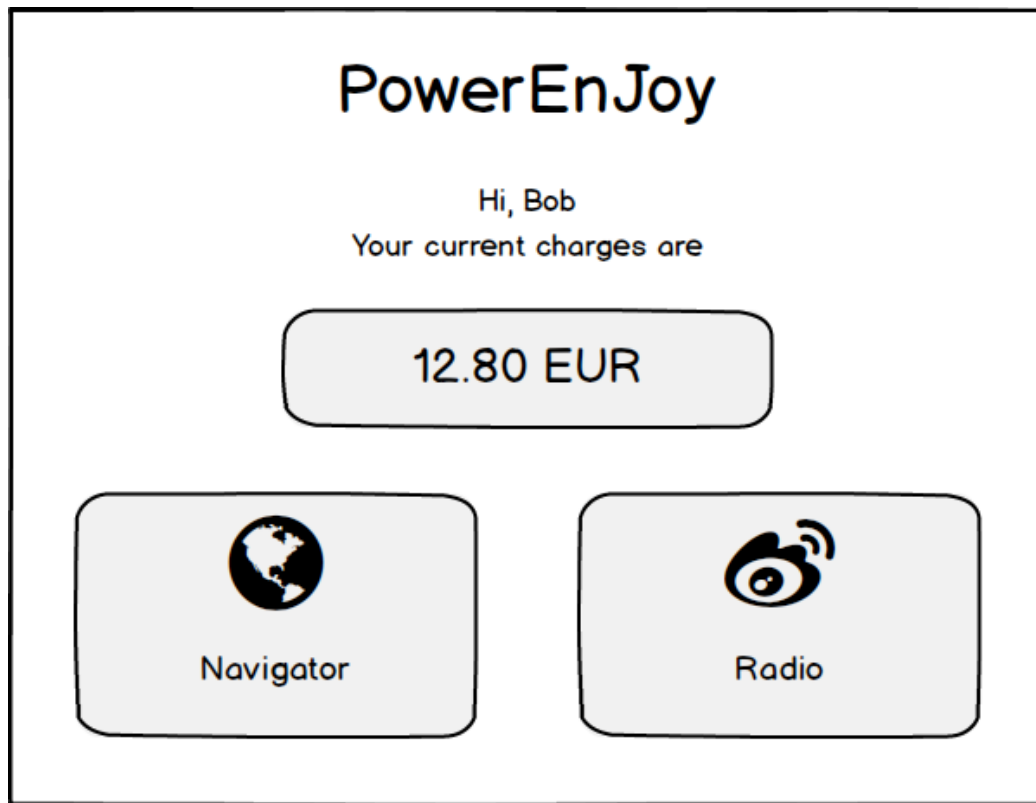 PowerEnJoy
Hi, Bob
Your current charges are
12.80 EUR
Navigator
Radio